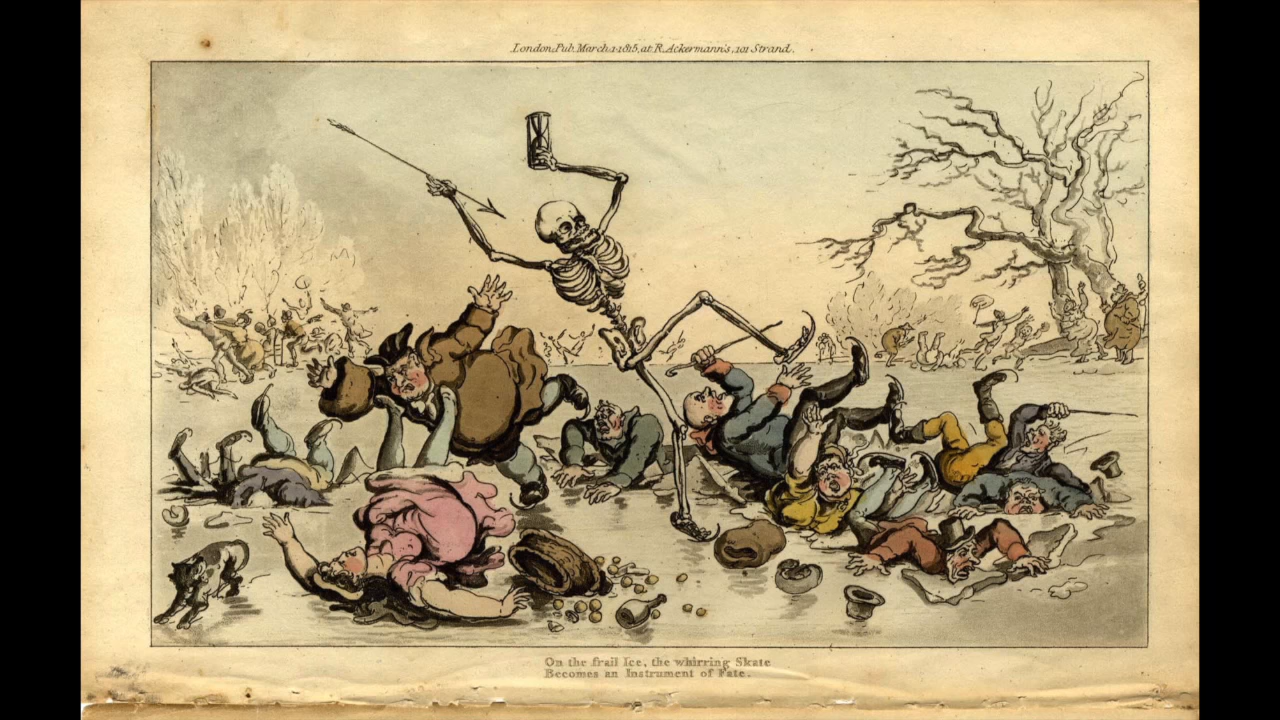 London, Pub. March 1. 1815, at R. Ackermann's, 101 Strand.
On the frail Ice, the whirring Skate
Becomes an Instrument of Fate.